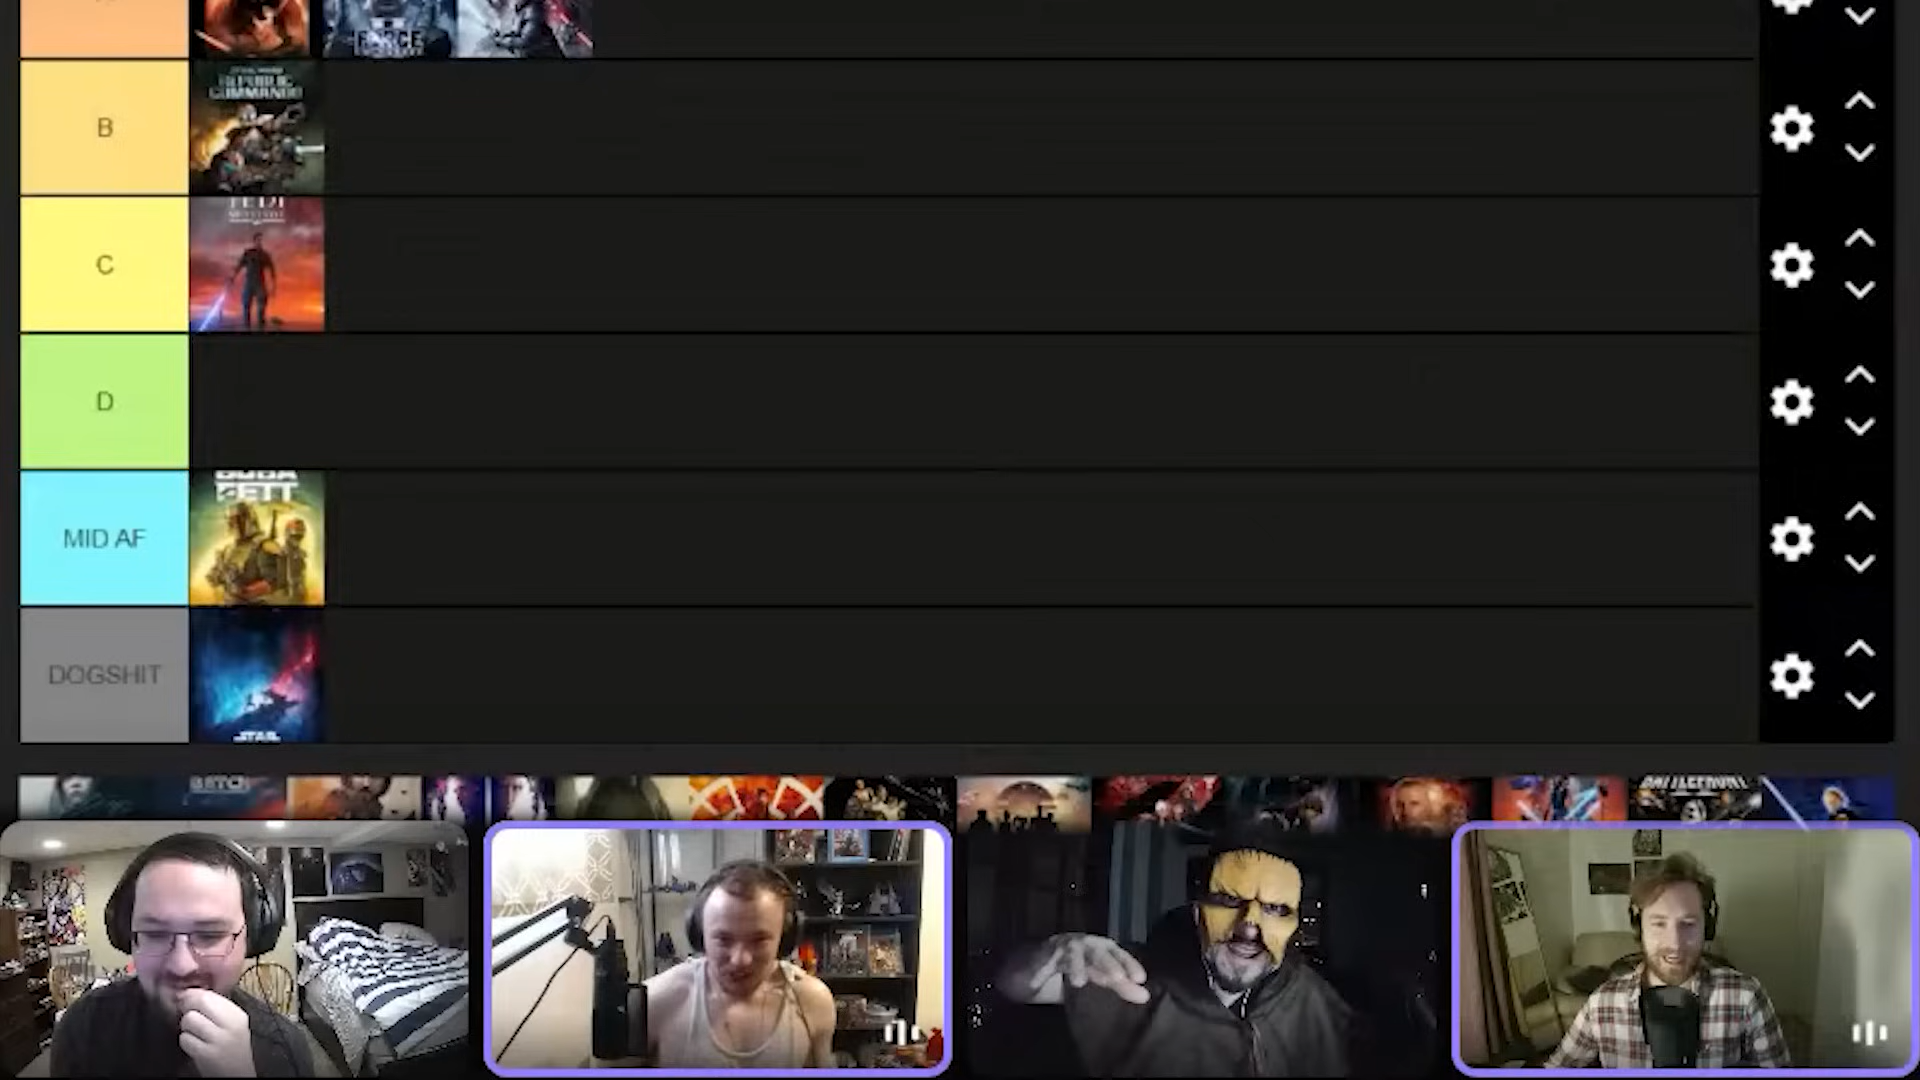 FORCE
REPUBLIC
COMMANDO
B
JEDI
C
D
BOBA
FETT
MID AF
DOGSHIT
STAR
BATTLEFRONT